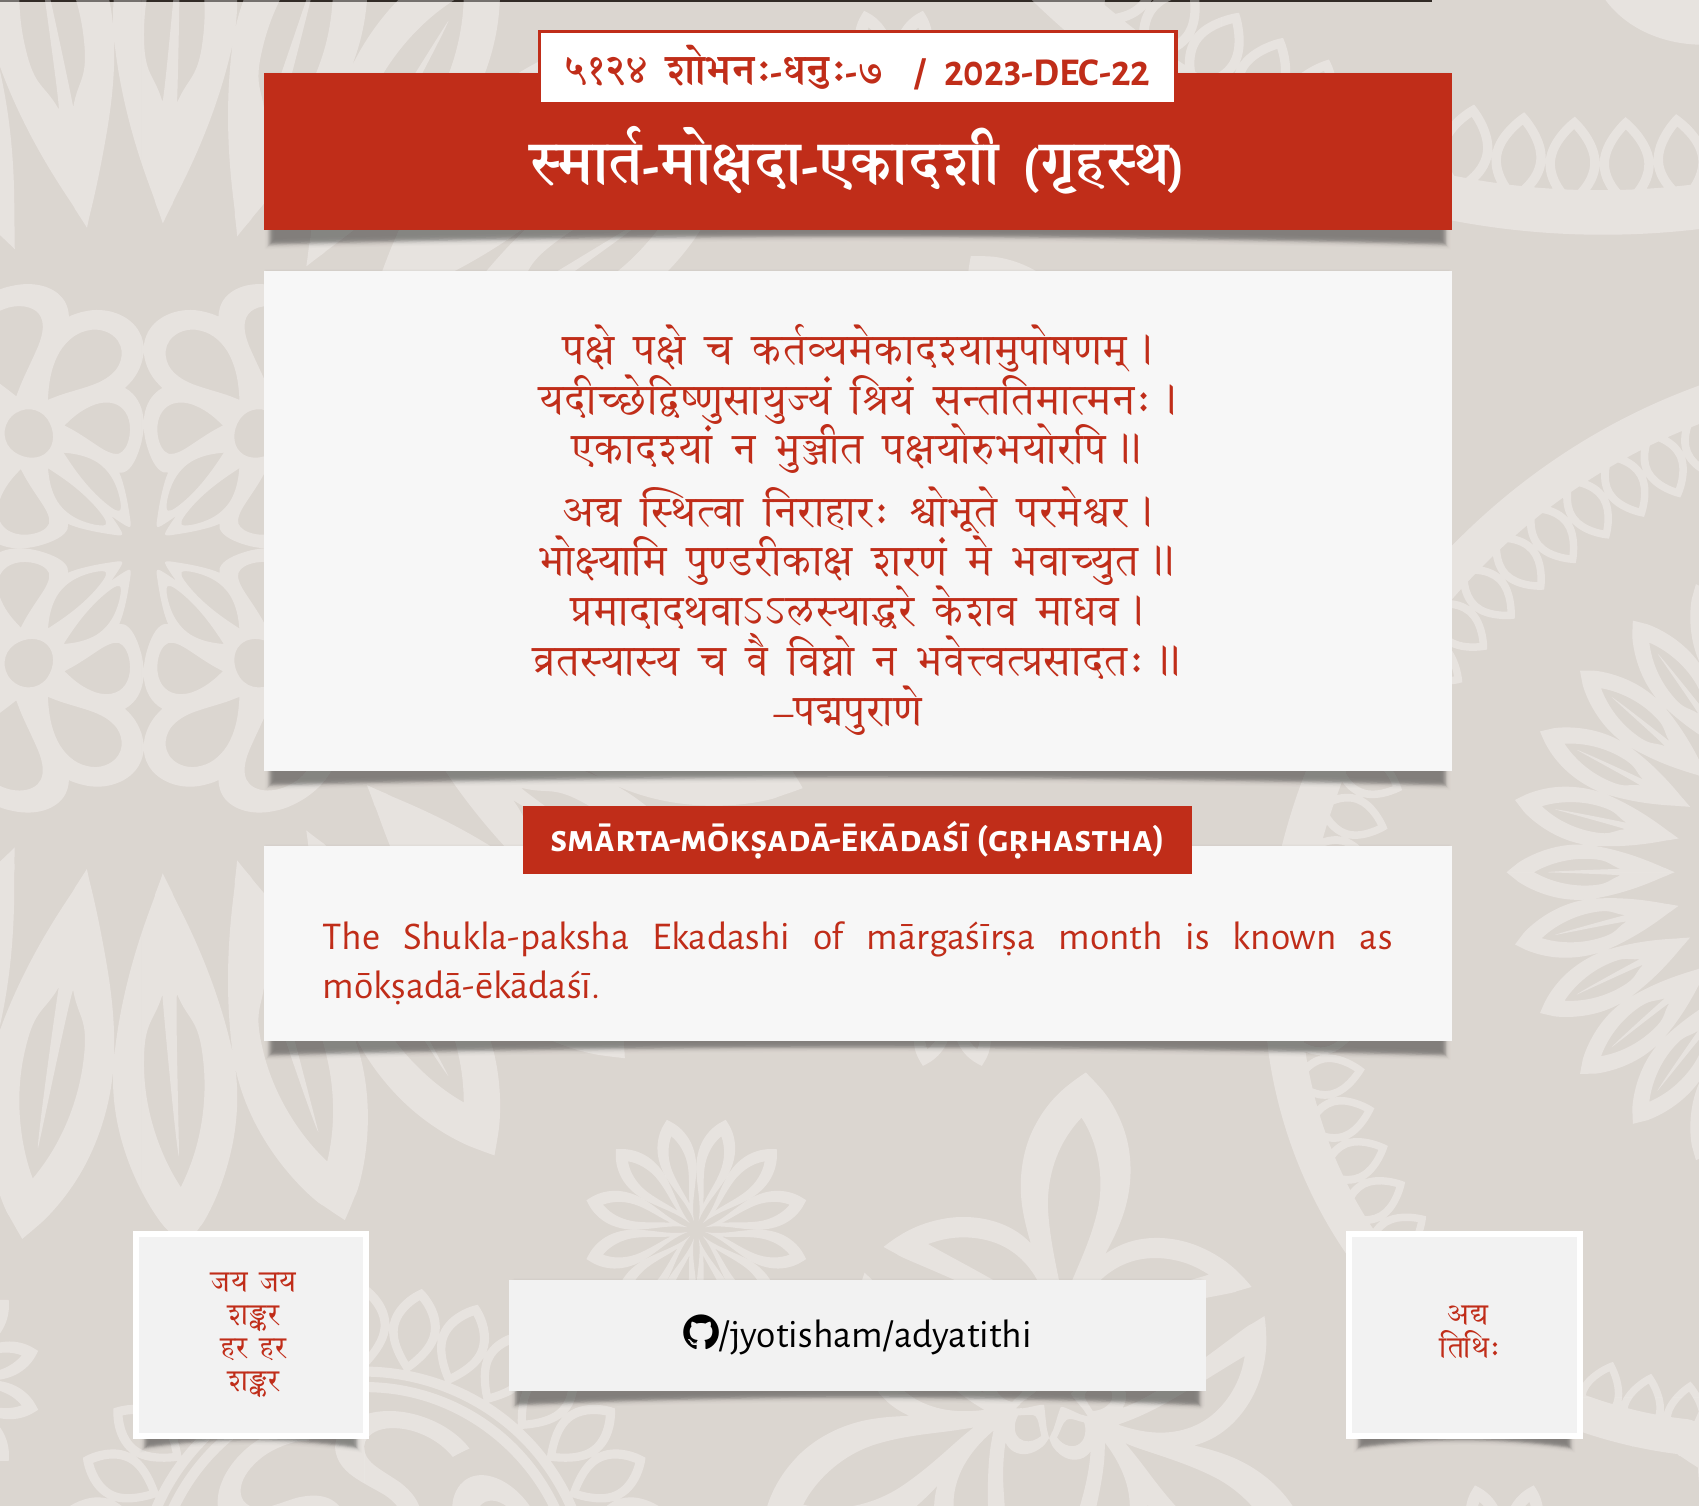 ५१२४ शोभनः-धनुः-७ / 2023-DEC-22
स्मार्त-मोक्षदा-एकादशी (गृहस्थ)
पक्षे पक्षे च कर्तव्यमेकादश्यामुपोषणम्।
यदीच्छेद्विष्णुसायुज्यं श्रियं सन्ततिमात्मनः।
एकादश्यां न भुञ्जीत पक्षयोरुभयोरपि॥
अद्य स्थित्वा निराहारः श्वोभूते परमेश्वर।
भोक्ष्यामि पुण्डरीकाक्ष शरणं मे भवाच्युत॥
प्रमादादथवाऽऽलस्याद्धरे केशव माधव।
व्रतस्यास्य च वै विघ्नो न भवेत्त्वत्प्रसादतः॥
–पद्मपुराणे
SMĀRTA-MŌKṢADĀ-ĒKĀDAŚĪ (GṚHASTHA)
The Shukla-paksha Ekadashi of mārgaśīrṣa month is known as
mōkṣadā-ēkādaśī.
जय जय
शङ्कर
हर हर
शङ्कर
/jyotisham/adyatithi
अद्य
तिथिः